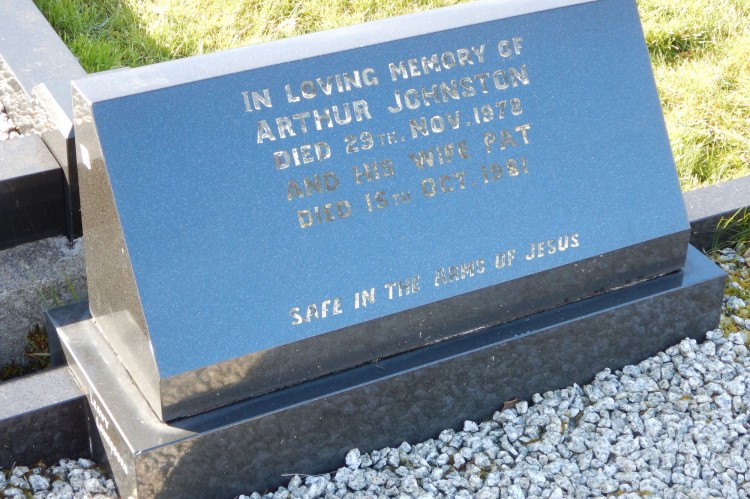 IN LOVING MEMORY OF
ARTHUR JOHNSTON
DIED 29TH. NOV. 1978
AND HIS WIFE PAT
DIED 15TH OCT. 1981
SAFE IN THE ARMS OF JESUS